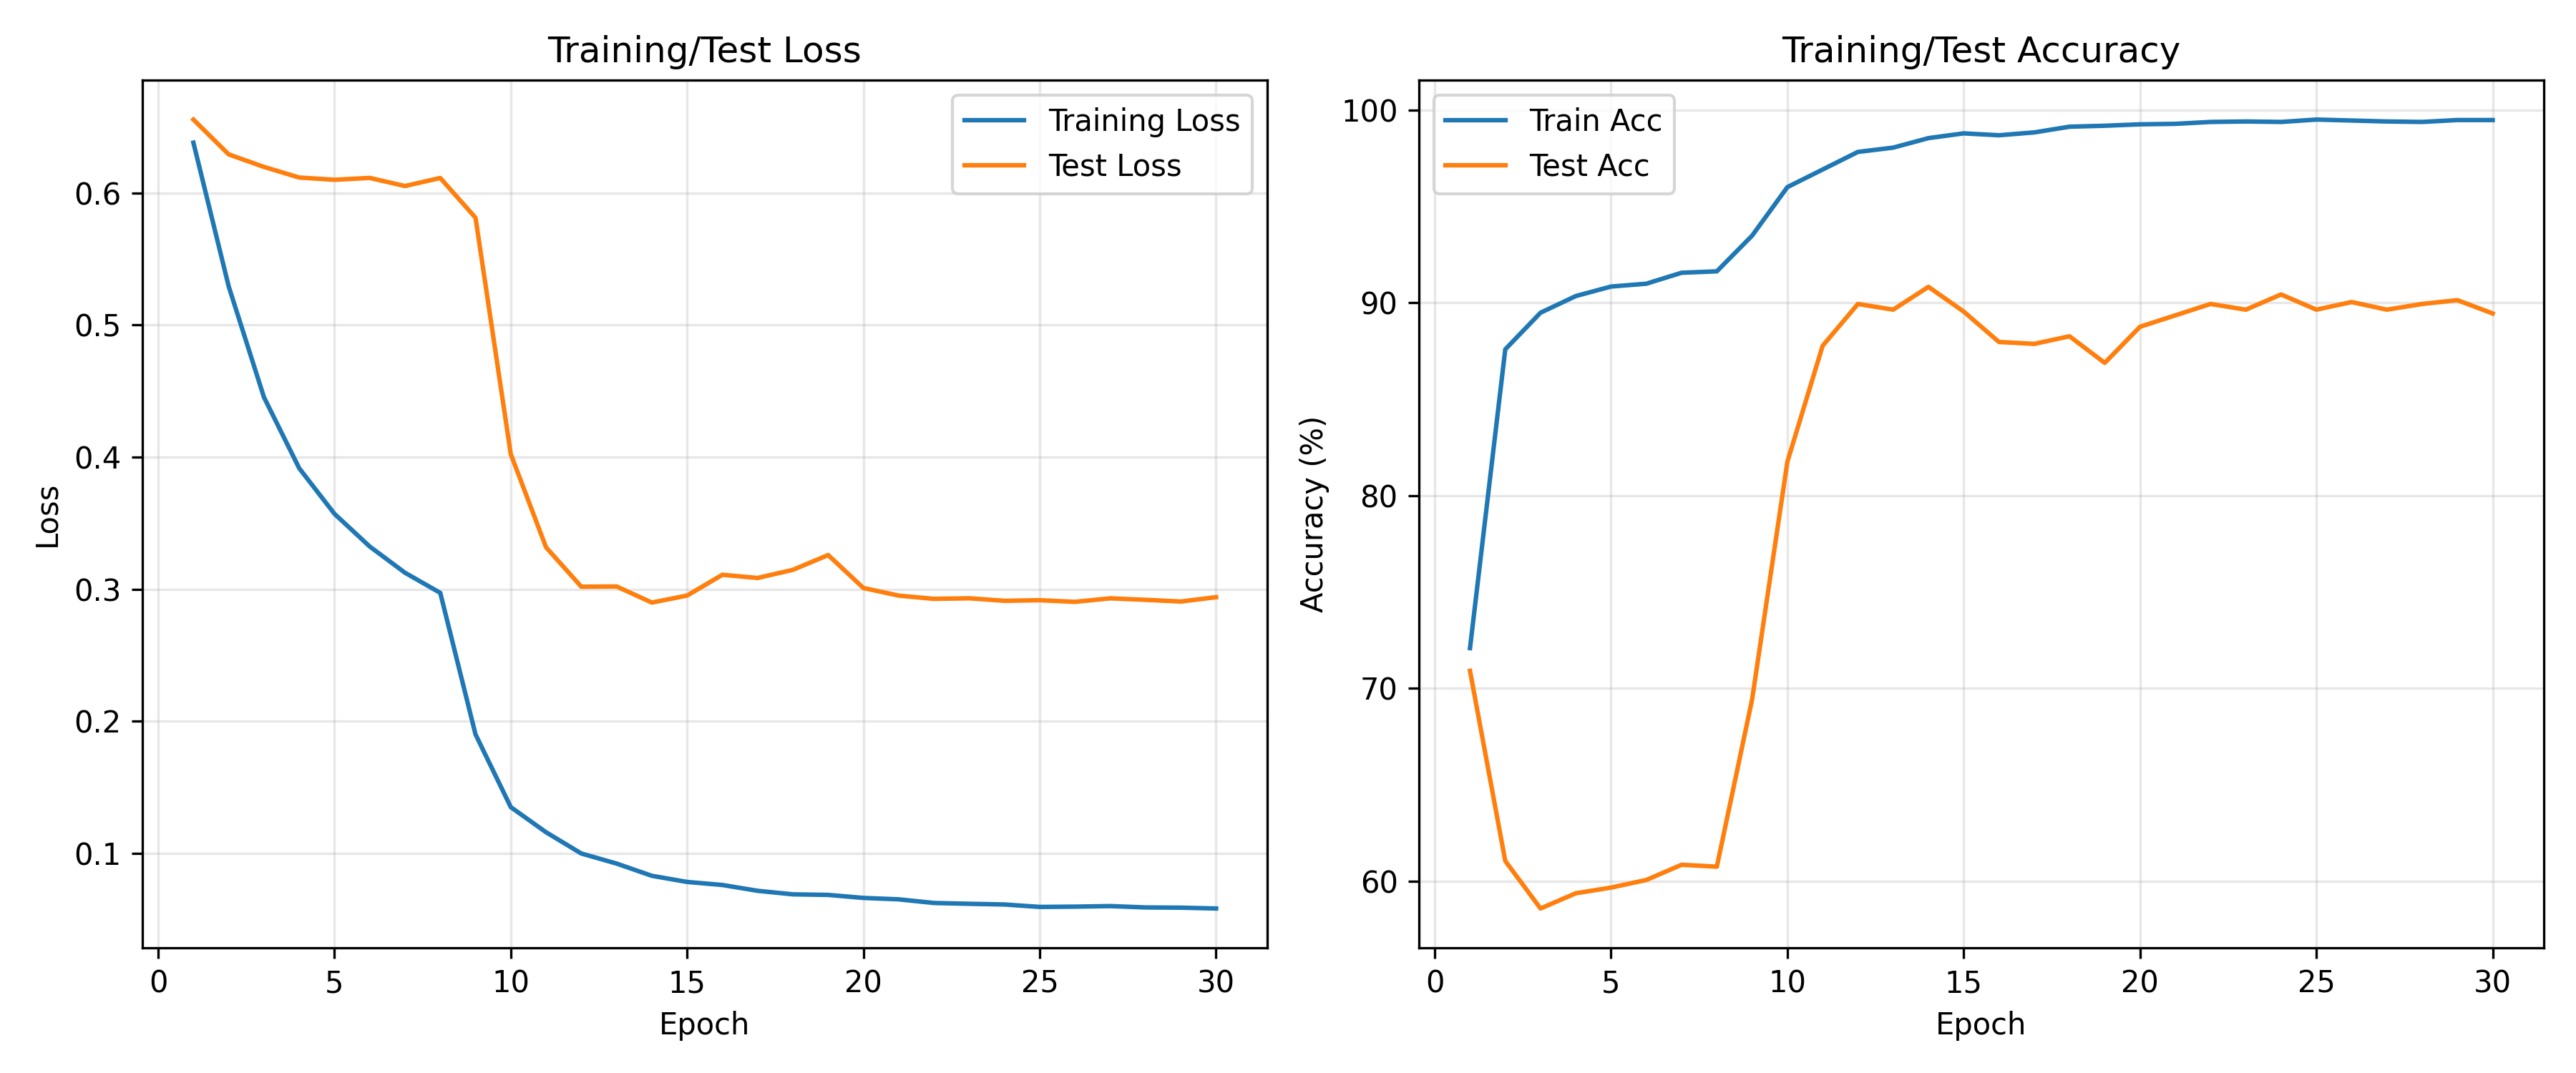 Training/Test Loss
Training Loss
Test Loss
0.6
0.5
0.4
0.3
0.2
0.1
Loss
0 5 10 15 20 25 30
Epoch
Training/Test Accuracy
Train Acc
Test Acc
100
90
80
70
60
Accuracy (%)
0 5 10 15 20 25 30
Epoch